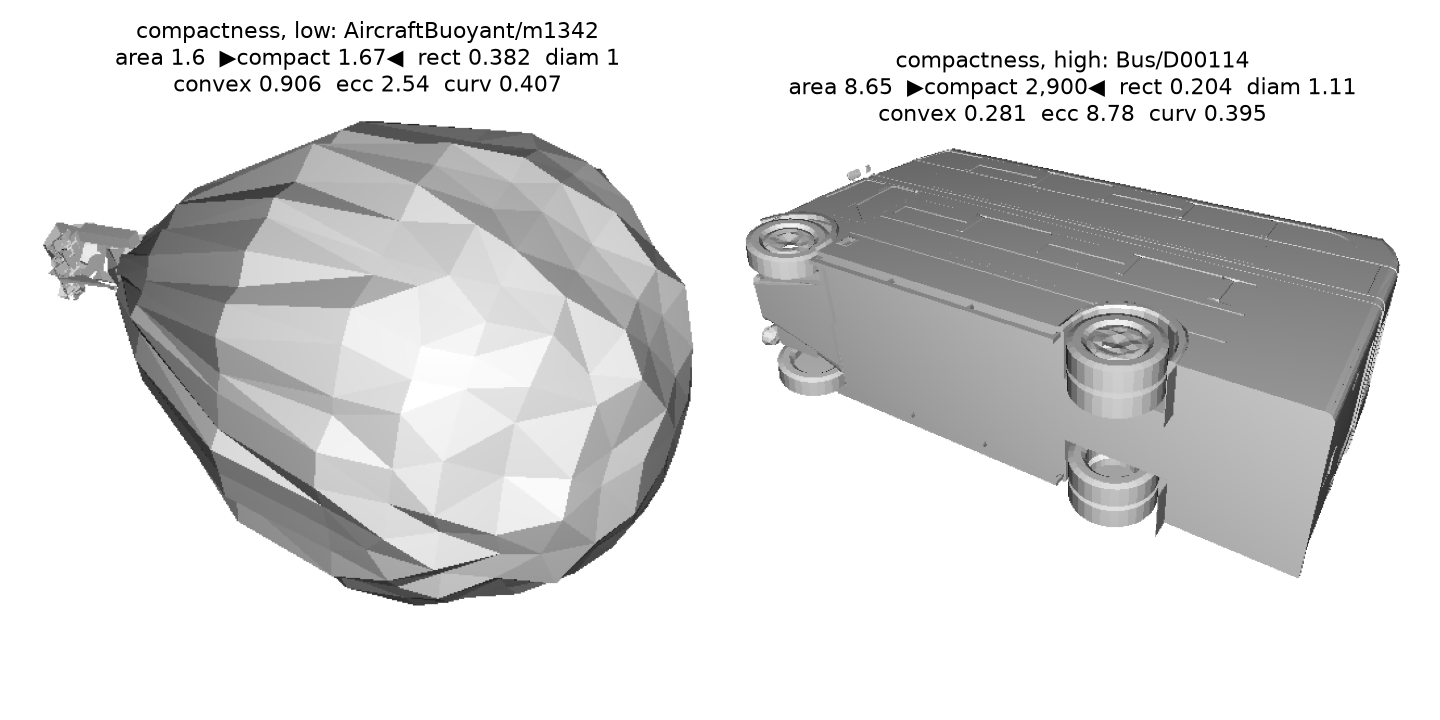 compactness, low: AircraftBuoyant/m1342
area 1.6 ▶compact 1.67◀ rect 0.382 diam 1
convex 0.906 ecc 2.54 curv 0.407
compactness, high: Bus/D00114
area 8.65 ▶compact 2,900◀ rect 0.204 diam 1.11
convex 0.281 ecc 8.78 curv 0.395